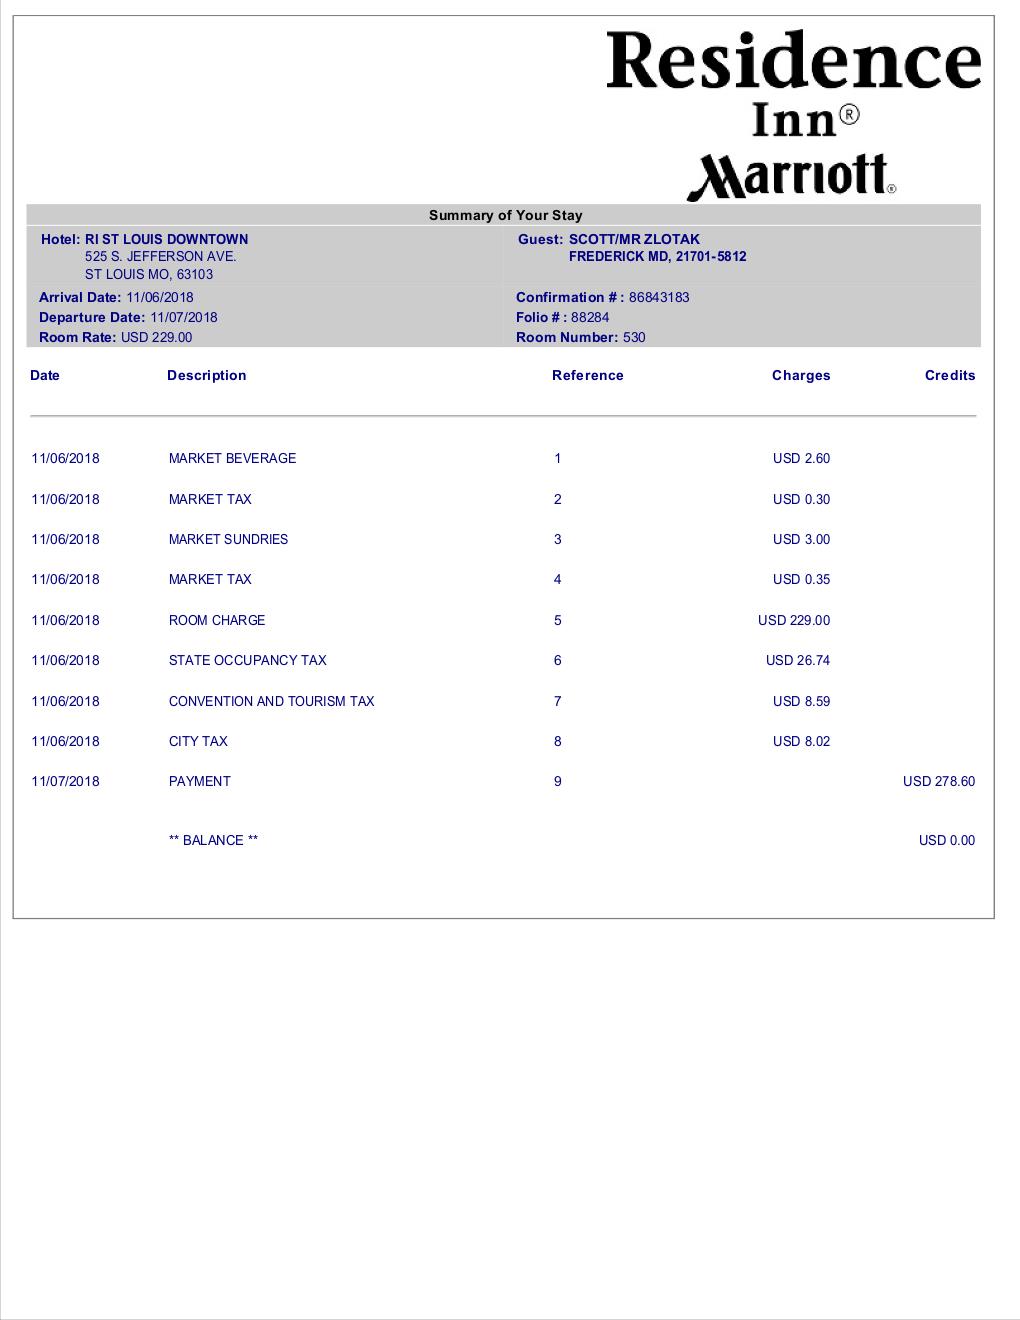 Residence
Inn®
Marriott®
Summary of Your Stay
Hotel: RI ST LOUIS DOWNTOWN
525 S. JEFFERSON AVE.
ST LOUIS MO, 63103
Guest: SCOTT/MR ZLOTAK
FREDERICK MD, 21701-5812
Arrival Date: 11/06/2018
Departure Date: 11/07/2018
Room Rate: USD 229.00
Confirmation # : 86843183
Folio # : 88284
Room Number: 530
Date Description Reference Charges Credits
11/06/2018 MARKET BEVERAGE 1 USD 2.60
11/06/2018 MARKET TAX 2 USD 0.30
11/06/2018 MARKET SUNDRIES 3 USD 3.00
11/06/2018 MARKET TAX 4 USD 0.35
11/06/2018 ROOM CHARGE 5 USD 229.00
11/06/2018 STATE OCCUPANCY TAX 6 USD 26.74
11/06/2018 CONVENTION AND TOURISM TAX 7 USD 8.59
11/06/2018 CITY TAX 8 USD 8.02
11/07/2018 PAYMENT 9 USD 278.60
** BALANCE ** USD 0.00